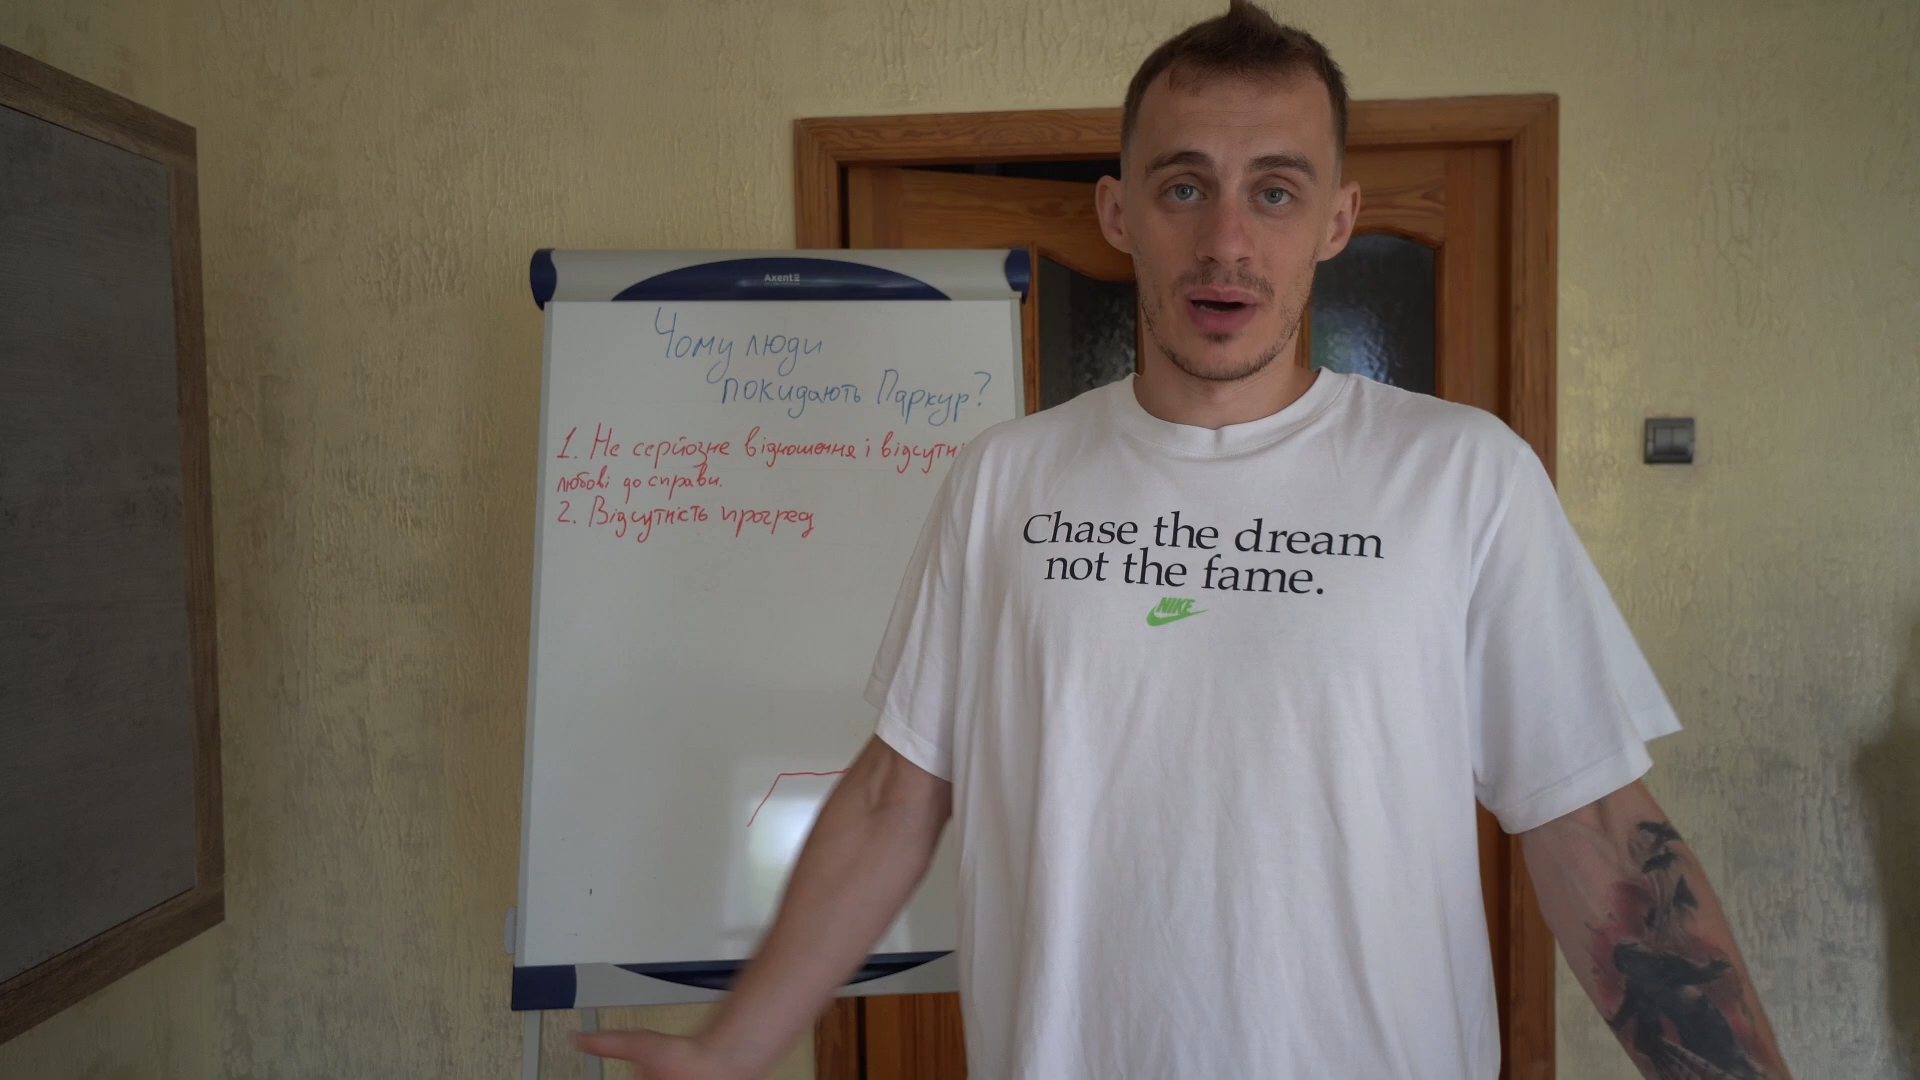 Axent
Чому люди
покидають Паркур?
1. Не серйозне відношення і відсутні
любові до справи.
2. Відсутність прогресу
Chase the dream
not the fame.
NIKE